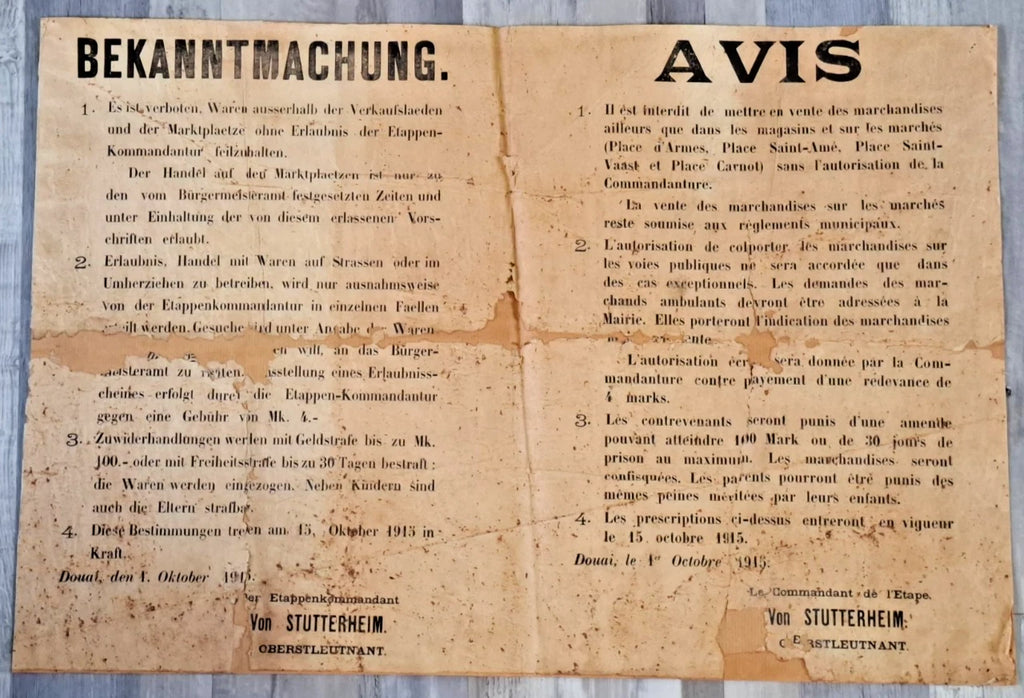 BEKANNTMACHUNG.
1. Es ist verboten, Waren ausserhalb der Verkaufslaeden
und der Marktplaetze ohne Erlaubnis der Etappen-
Kommandantur feilzuhalten.
Der Handel auf den Marktplaetzen ist nur zu
den vom Bürgermeisteramt festgesetzten Zeiten und
unter Einhaltung der von diesem erlassenen Vors-
chriften erlaubt.
2. Erlaubnis, Handel mit Waren auf Strassen oder im
Umherziehen zu betreiben, wird nur ausnahmsweise
von der Etappenkommandantur in einzelnen Faellen
werden. Gesuche unter Angabe der Waren
will, an das Bürger-
eines Erlaubniss-
scheines erfolgt durch die Etappen-Kommandantur
gegen eine Gebühr von Mk. 4.-
3. Zuwiderhandlungen werden mit Geldstrafe bis zu Mk.
100.- oder mit Freiheitsstrafe bis zu 30 Tagen bestraft ;
die Waren werden eingezogen. Neben Kindern sind
auch die Eltern strafbar.
4. Diese Bestimmungen treten am 15. Oktober 1915 in
Kraft.
Douai, den 1. Oktober 1915.
Etappenkommandant
Von STUTTERHEIM.
OBERSTLEUTNANT.
AVIS
1. Il est interdit de mettre en vente des marchandises
ailleurs que dans les magasins et sur les marchés
(Place d'Armes, Place Saint-Amé, Place Saint-
Vaast et Place Carnot) sans l'autorisation de la
Commandanture.
La vente des marchandises sur les marchés
reste soumise aux règlements municipaux.
2. L'autorisation de colporter les marchandises sur
les voies publiques ne sera accordée que dans
des cas exceptionnels. Les demandes des mar-
chands ambulants devront être adressées à la
Mairie. Elles porteront l'indication des marchandises
L'autorisation sera donnée par la Com-
mandanture contre payement d'une redevance de
4 marks.
3. Les contrevenants seront punis d'une amende
pouvant atteindre 100 Mark ou de 30 jours de
prison au maximum. Les marchandises seront
confisquées. Les parents pourront être punis des
mêmes peines méritées par leurs enfants.
4. Les prescriptions ci-dessus entreront en vigueur
le 15 octobre 1915.
Douai, le 1er Octobre 1915.
Le Commandant de l'Etape.
Von STUTTERHEIM,
OBERSTLEUTNANT.